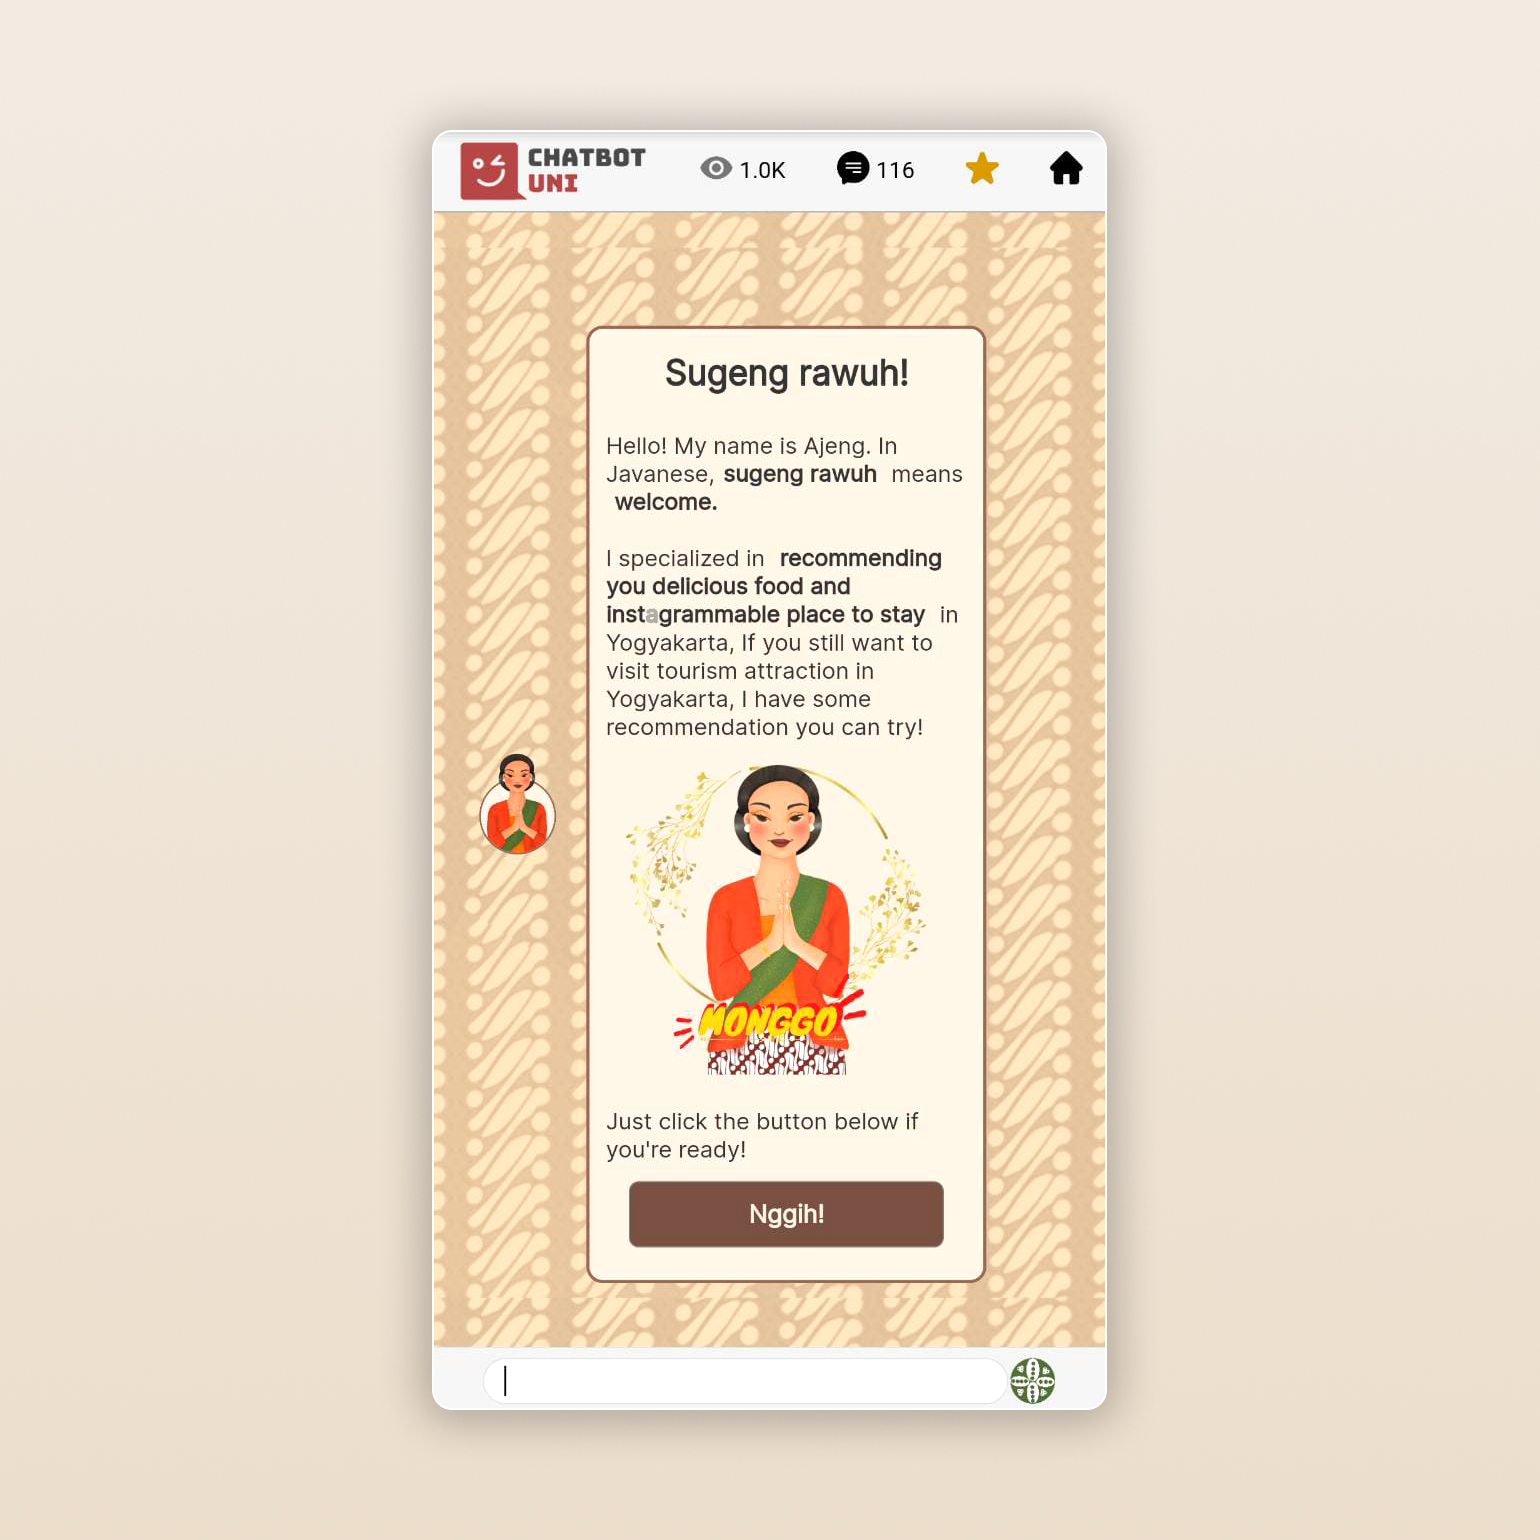 CHATBOT
UNI
1.0K
116
Sugeng rawuh!
Hello! My name is Ajeng. In
Javanese, sugeng rawuh means
welcome.
I specialized in recommending
you delicious food and
instagrammable place to stay in
Yogyakarta, If you still want to
visit tourism attraction in
Yogyakarta, I have some
recommendation you can try!
MONGGO
Just click the button below if
you're ready!
Nggih!